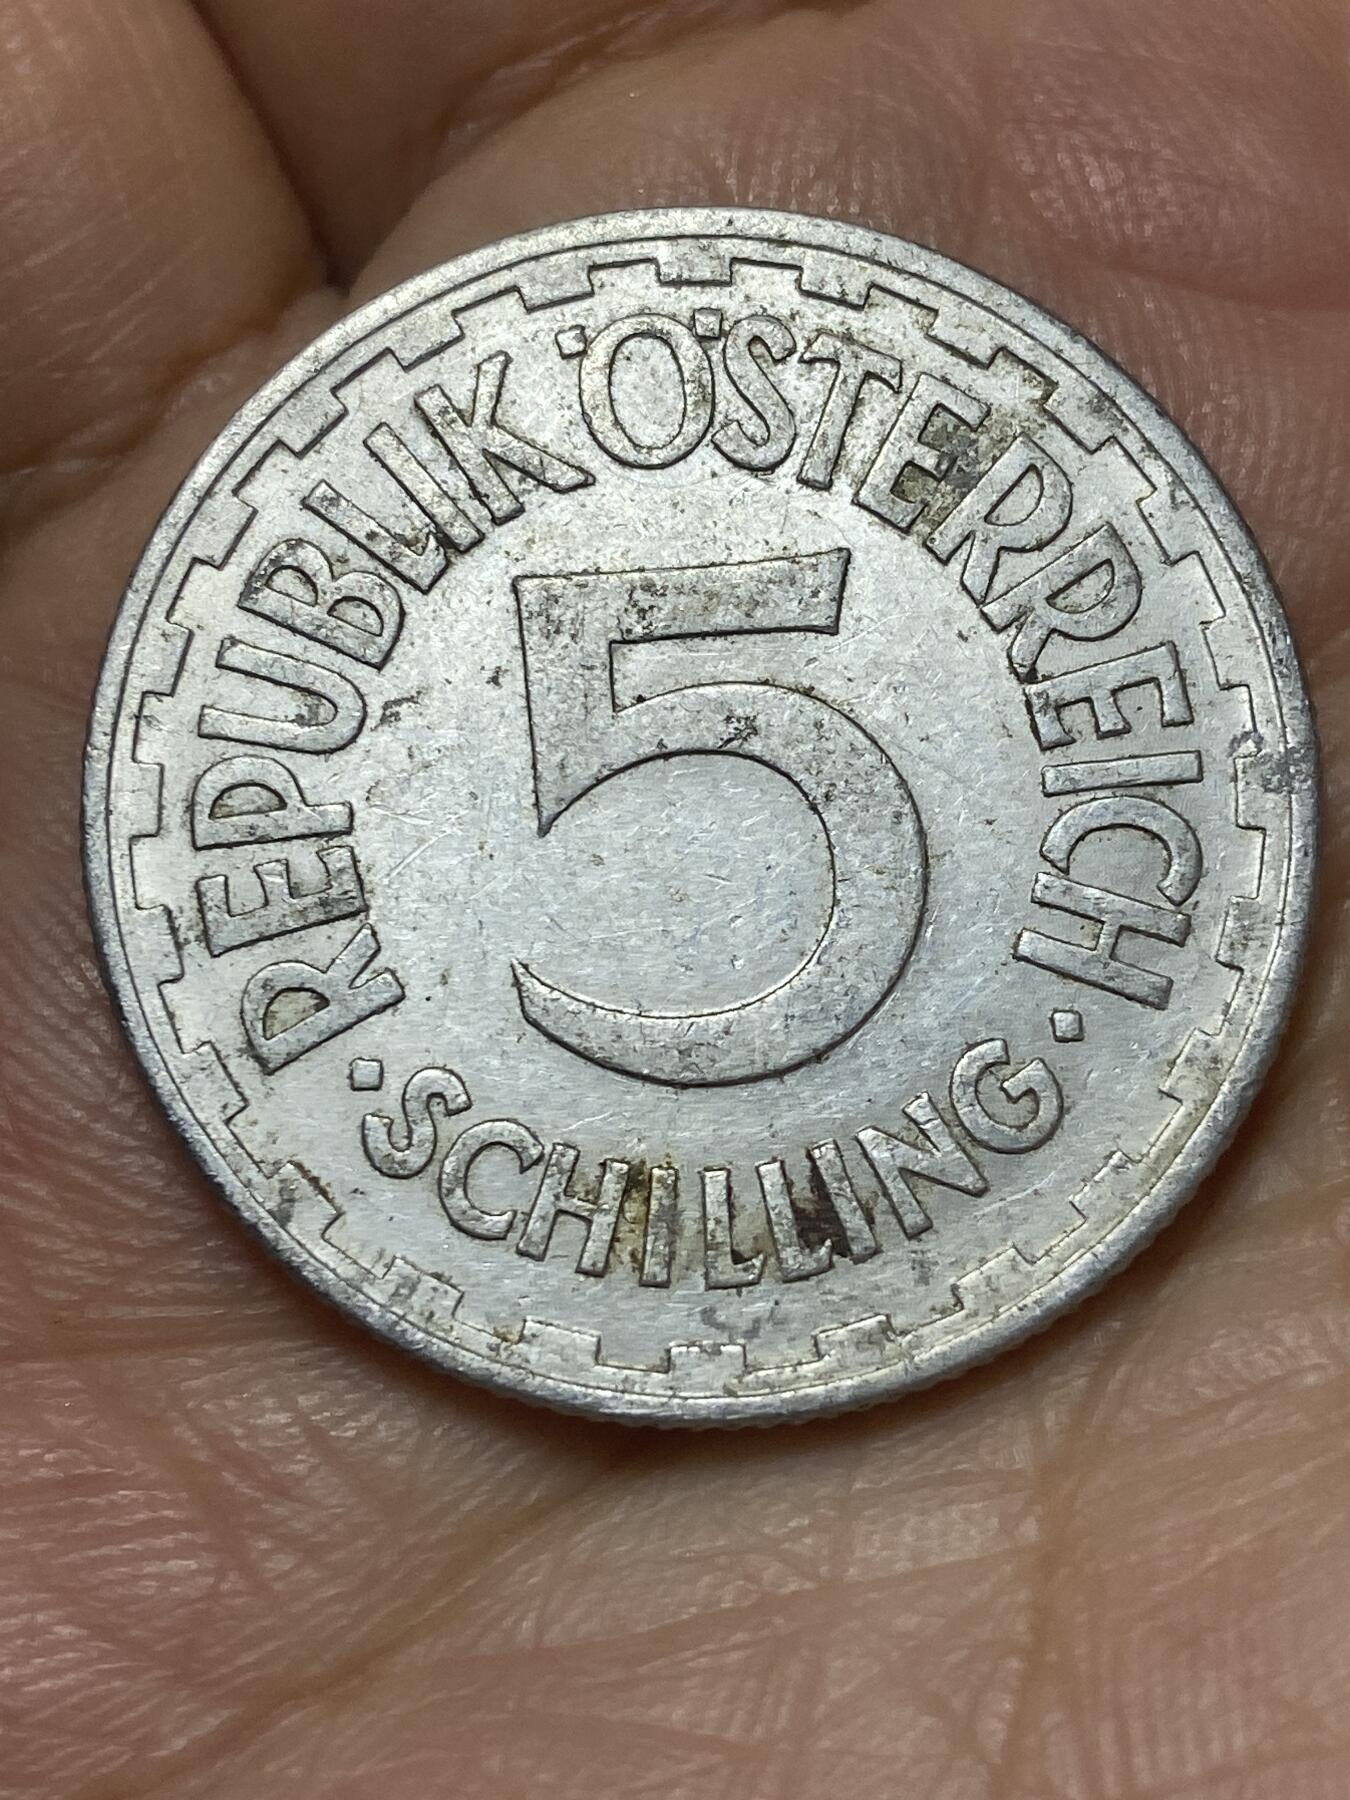 REPUBLIK ÖSTERREICH
5
·SCHILLING·